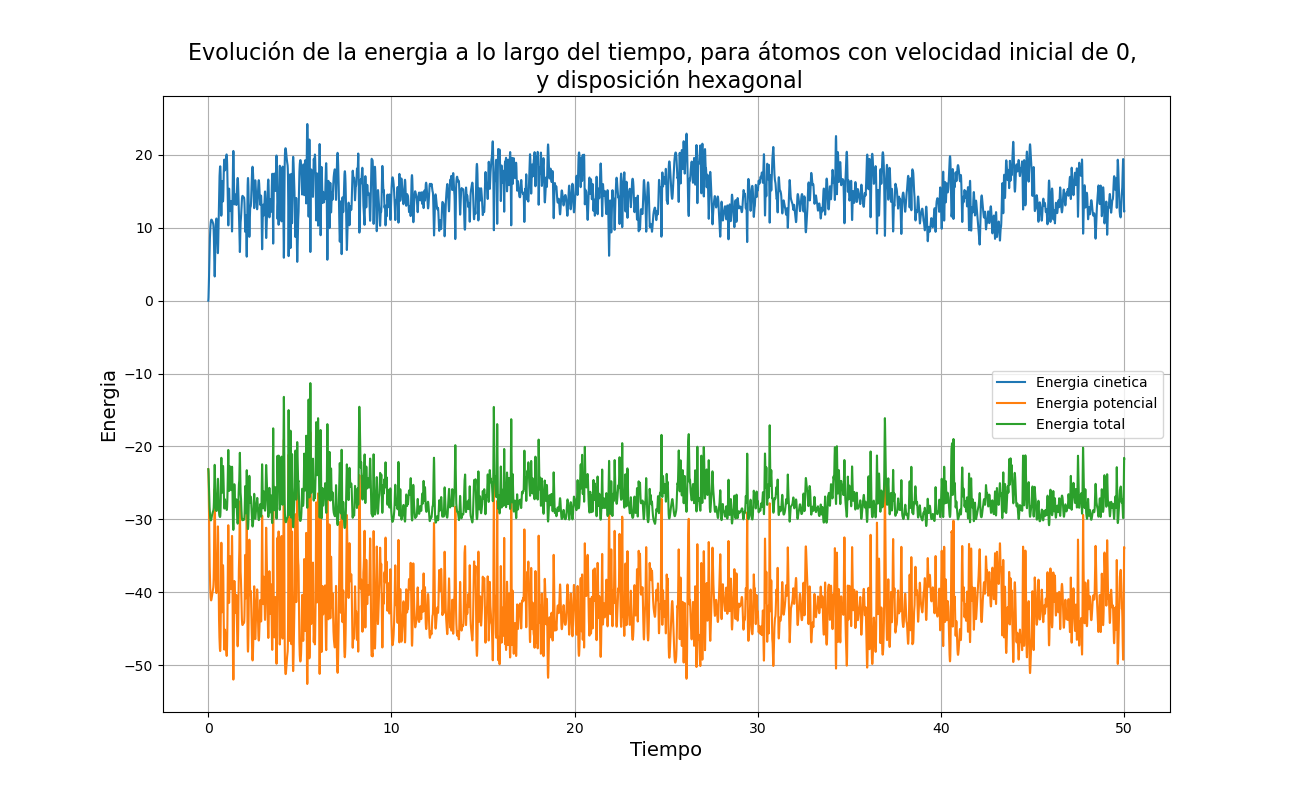 Evolución de la energia a lo largo del tiempo, para átomos con velocidad inicial de 0,
y disposición hexagonal
20
10
0
−10
−20
−30
−40
−50
Energia
Energia cinetica
Energia potencial
Energia total
0
10
20
30
40
50
Tiempo